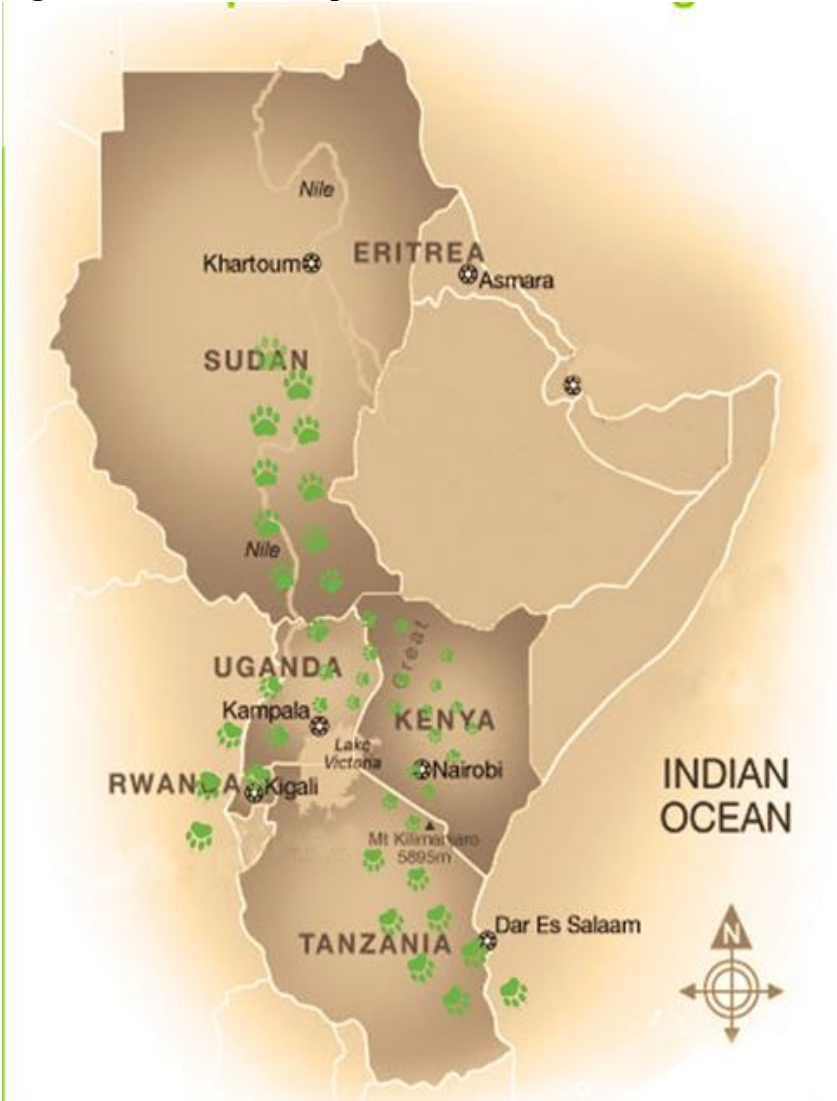 Nile
ERITREA
Khartoum
Asmara
SUDAN
Nile
Great
UGANDA
Kampala
KENYA
Lake
Victoria
Nairobi
RWANDA
Kigali
INDIAN
OCEAN
Mt Kilimanjaro
5895m
Dar Es Salaam
TANZANIA
N